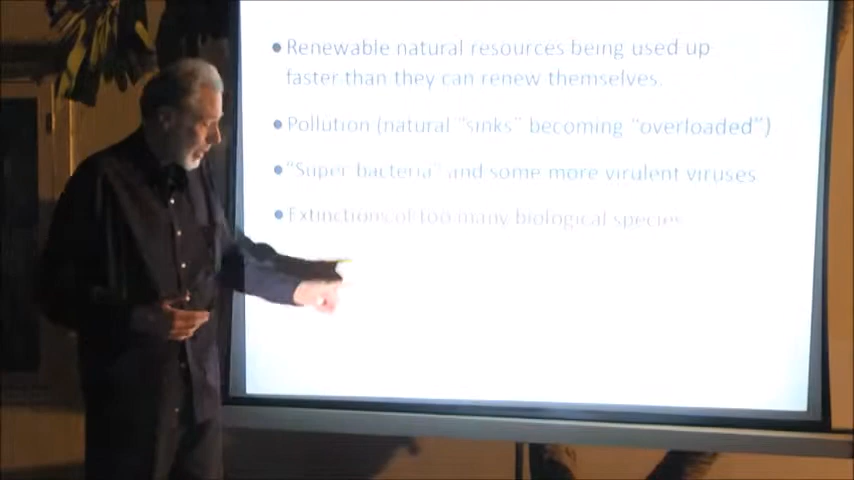 • Renewable natural resources being used up
faster than they can renew themselves.
• Pollution (natural "sinks" becoming "overloaded")
• "Super bacteria" and some more virulent viruses
• Extinctions of too many biological species